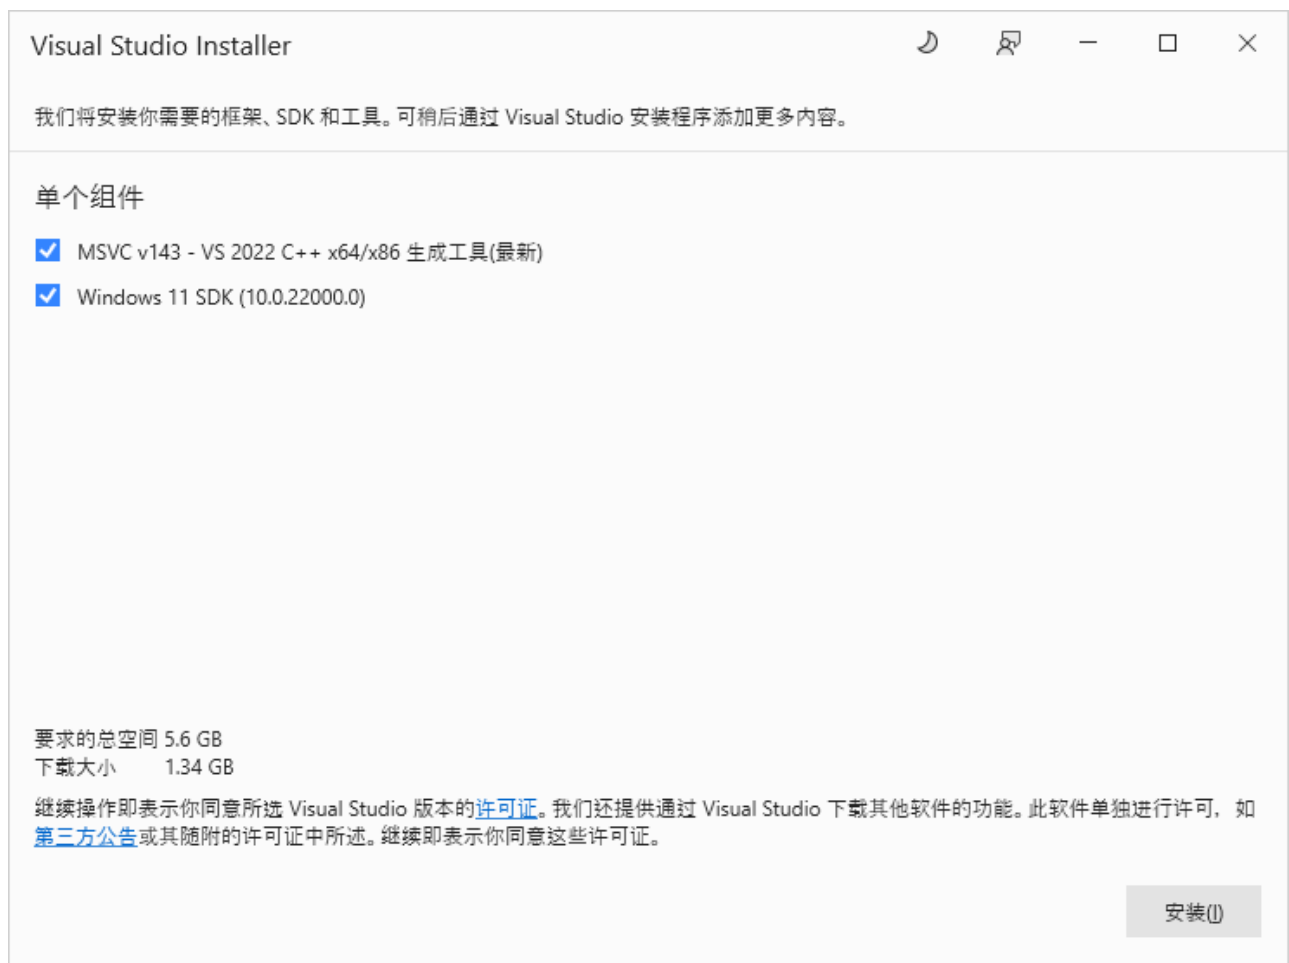 Visual Studio Installer
我们将安装你需要的框架、SDK 和工具。可稍后通过 Visual Studio 安装程序添加更多内容。
单个组件
MSVC v143 - VS 2022 C++ x64/x86 生成工具(最新)
Windows 11 SDK (10.0.22000.0)
要求的总空间 5.6 GB
下载大小 1.34 GB
继续操作即表示你同意所选 Visual Studio 版本的许可证。我们还提供通过 Visual Studio 下载其他软件的功能。此软件单独进行许可，如
第三方公告或其随附的许可证中所述。继续即表示你同意这些许可证。
安装(I)